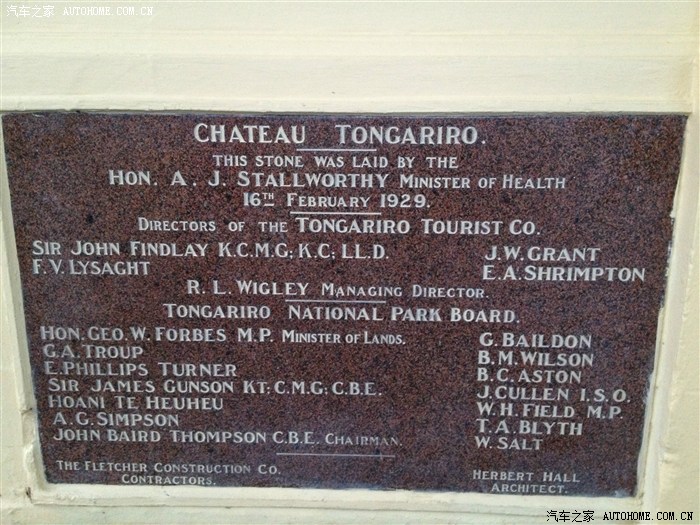 汽车之家 AUTOHOME.COM.CN
CHATEAU TONGARIRO.
THIS STONE WAS LAID BY THE
HON. A. J. STALLWORTHY MINISTER OF HEALTH
16TH FEBRUARY 1929.
DIRECTORS OF THE TONGARIRO TOURIST CO.
SIR JOHN FINDLAY K.C.M.G; K.C; LL.D. J.W. GRANT
F.V. LYSAGHT E.A. SHRIMPTON
R. L. WIGLEY MANAGING DIRECTOR.
TONGARIRO NATIONAL PARK BOARD.
HON. GEO. W. FORBES M.P. MINISTER OF LANDS. G. BAILDON
G.A. TROUP B.M. WILSON
E. PHILLIPS TURNER B.C. ASTON
SIR JAMES GUNSON KT; C.M.G; C.B.E. J. CULLEN I.S.O.
HOANI TE HEUHEU W.H. FIELD M.P.
A.G. SIMPSON T.A. BLYTH
JOHN BAIRD THOMPSON C.B.E. CHAIRMAN. W. SALT
THE FLETCHER CONSTRUCTION CO. HERBERT HALL
CONTRACTORS. ARCHITECT.
汽车之家 AUTOHOME.COM.CN